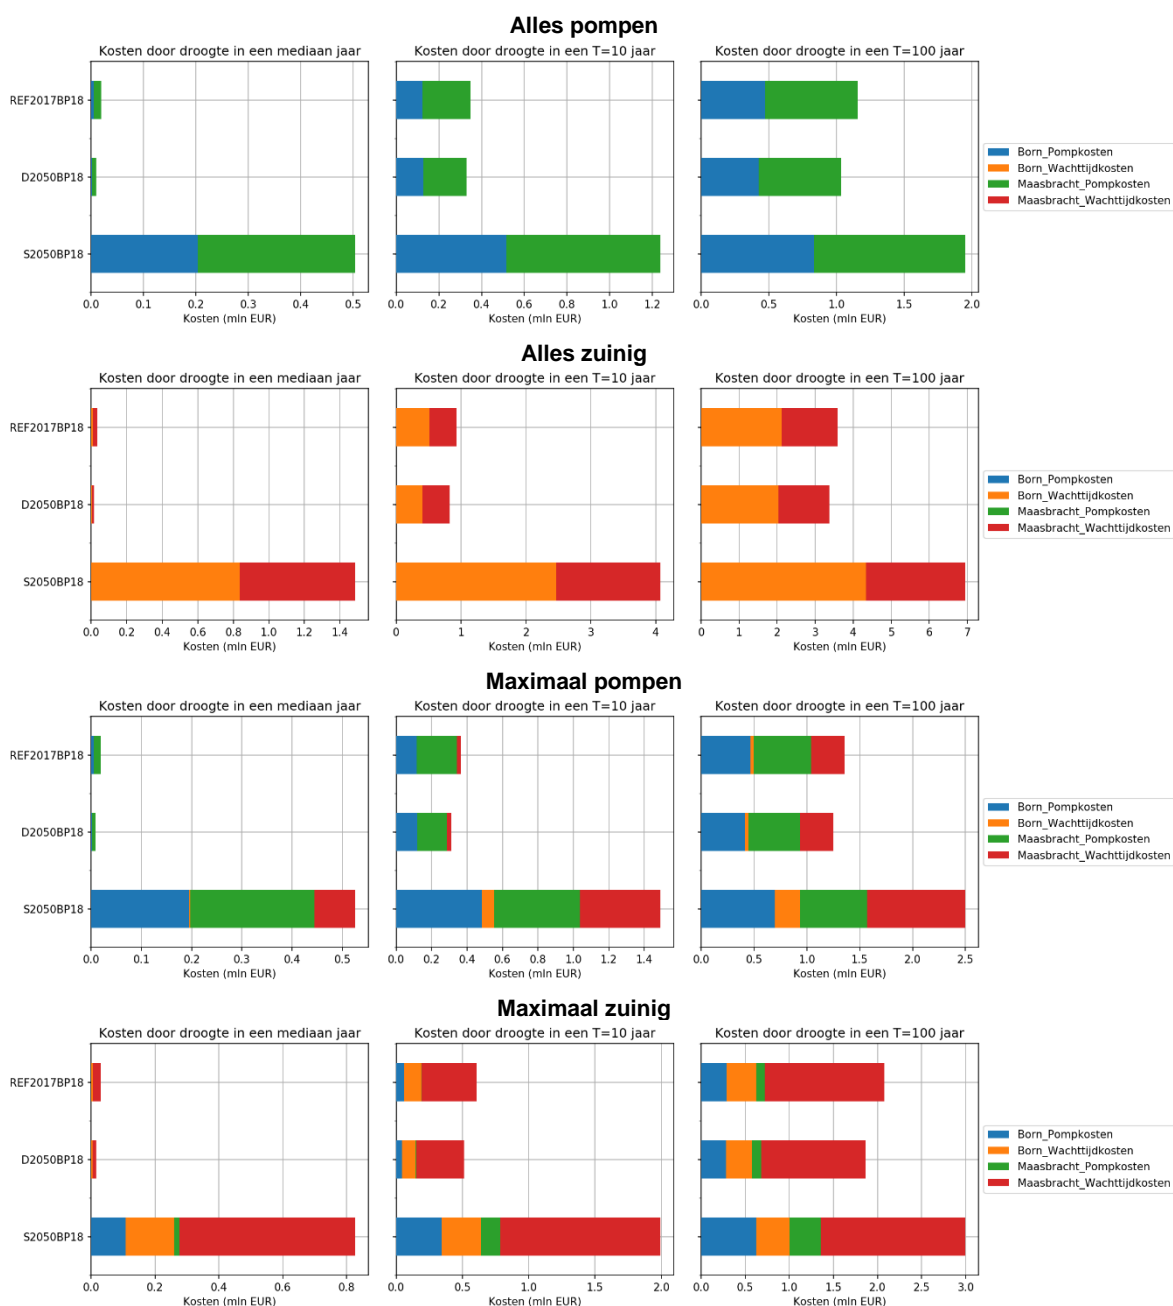 Alles pompen
Kosten door droogte in een mediaan jaar
Kosten door droogte in een T=10 jaar
Kosten door droogte in een T=100 jaar
REF2017BP18
D2050BP18
S2050BP18
0.0 0.1 0.2 0.3 0.4 0.5
Kosten (mln EUR)
0.0 0.2 0.4 0.6 0.8 1.0 1.2
Kosten (mln EUR)
0.0 0.5 1.0 1.5 2.0
Kosten (mln EUR)
Born_Pompkosten
Born_Wachttijdkosten
Maasbracht_Pompkosten
Maasbracht_Wachttijdkosten
Alles zuinig
Kosten door droogte in een mediaan jaar
Kosten door droogte in een T=10 jaar
Kosten door droogte in een T=100 jaar
REF2017BP18
D2050BP18
S2050BP18
0.0 0.2 0.4 0.6 0.8 1.0 1.2 1.4
Kosten (mln EUR)
0 1 2 3 4
Kosten (mln EUR)
0 1 2 3 4 5 6 7
Kosten (mln EUR)
Born_Pompkosten
Born_Wachttijdkosten
Maasbracht_Pompkosten
Maasbracht_Wachttijdkosten
Maximaal pompen
Kosten door droogte in een mediaan jaar
Kosten door droogte in een T=10 jaar
Kosten door droogte in een T=100 jaar
REF2017BP18
D2050BP18
S2050BP18
0.0 0.1 0.2 0.3 0.4 0.5
Kosten (mln EUR)
0.0 0.2 0.4 0.6 0.8 1.0 1.2 1.4
Kosten (mln EUR)
0.0 0.5 1.0 1.5 2.0 2.5
Kosten (mln EUR)
Born_Pompkosten
Born_Wachttijdkosten
Maasbracht_Pompkosten
Maasbracht_Wachttijdkosten
Maximaal zuinig
Kosten door droogte in een mediaan jaar
Kosten door droogte in een T=10 jaar
Kosten door droogte in een T=100 jaar
REF2017BP18
D2050BP18
S2050BP18
0.0 0.2 0.4 0.6 0.8
Kosten (mln EUR)
0.0 0.5 1.0 1.5 2.0
Kosten (mln EUR)
0.0 0.5 1.0 1.5 2.0 2.5 3.0
Kosten (mln EUR)
Born_Pompkosten
Born_Wachttijdkosten
Maasbracht_Pompkosten
Maasbracht_Wachttijdkosten